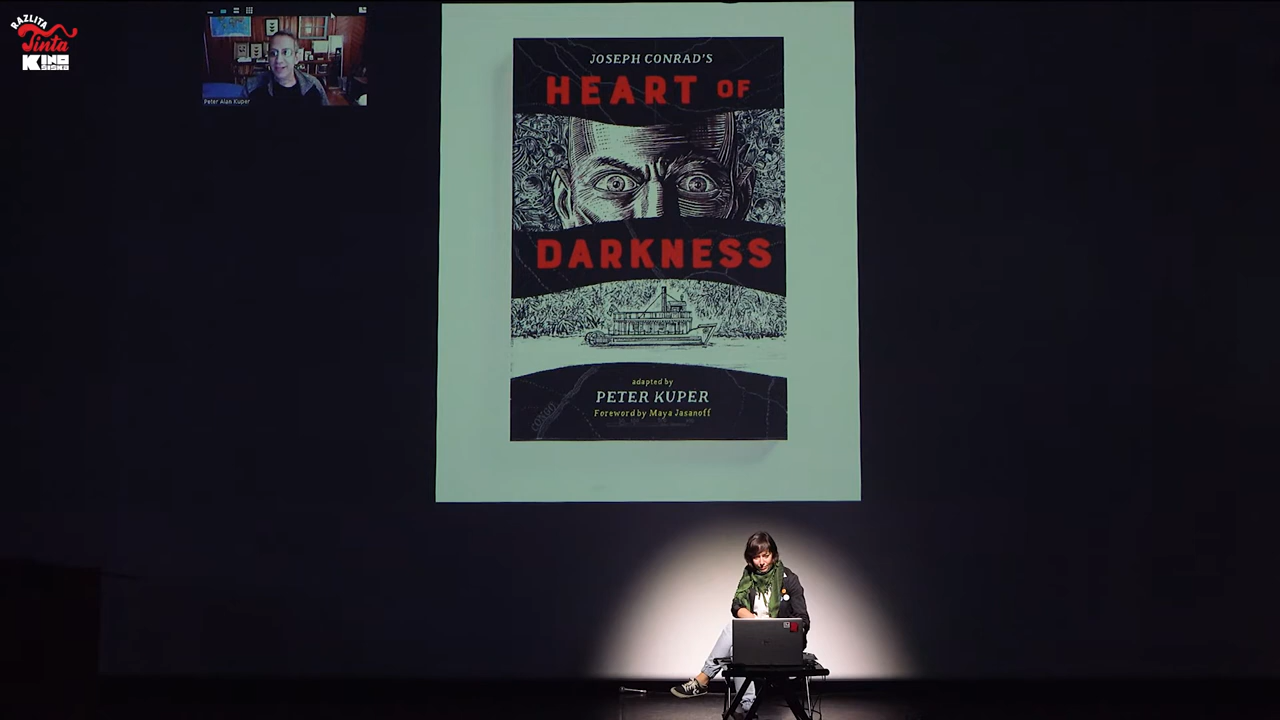 RAZLITA
Tinta
KINO
Peter Alan Kuper
JOSEPH CONRAD'S
HEART OF
DARKNESS
adapted by
PETER KUPER
Foreword by Maya Jasanoff
CONGO